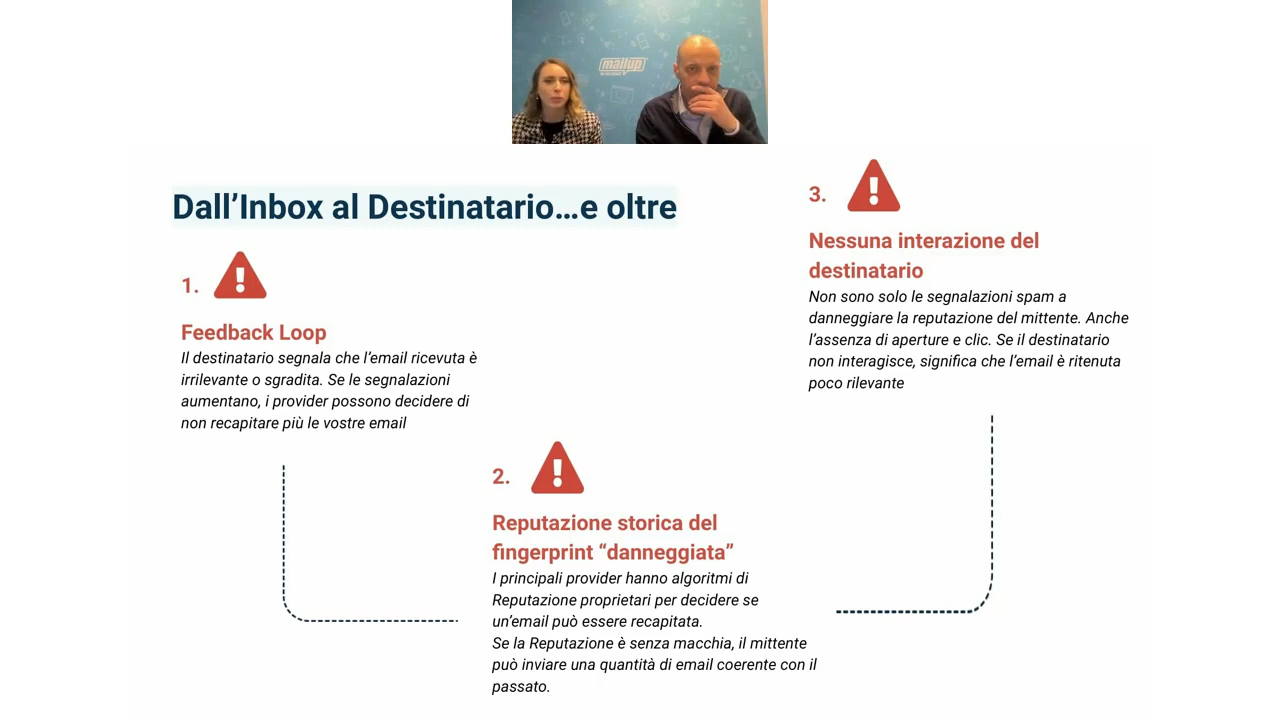 mailup
Dall’Inbox al Destinatario...e oltre
1.
Feedback Loop
Il destinatario segnala che l’email ricevuta è
irrilevante o sgradita. Se le segnalazioni
aumentano, i provider possono decidere di
non recapitare più le vostre email
2.
Reputazione storica del
fingerprint “danneggiata”
I principali provider hanno algoritmi di
Reputazione proprietari per decidere se
un’email può essere recapitata.
Se la Reputazione è senza macchia, il mittente
può inviare una quantità di email coerente con il
passato.
3.
Nessuna interazione del
destinatario
Non sono solo le segnalazioni spam a
danneggiare la reputazione del mittente. Anche
l’assenza di aperture e clic. Se il destinatario
non interagisce, significa che l’email è ritenuta
poco rilevante